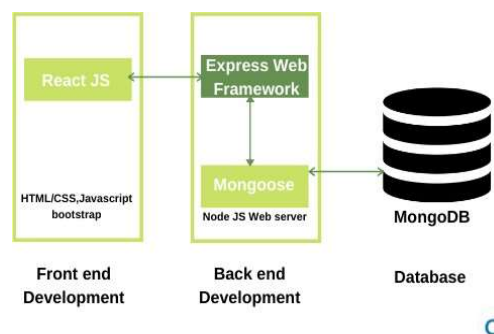 React JS
HTML/CSS,Javascript
bootstrap
Express Web
Framework
Mongoose
Node JS Web server
MongoDB
Front end
Development
Back end
Development
Database